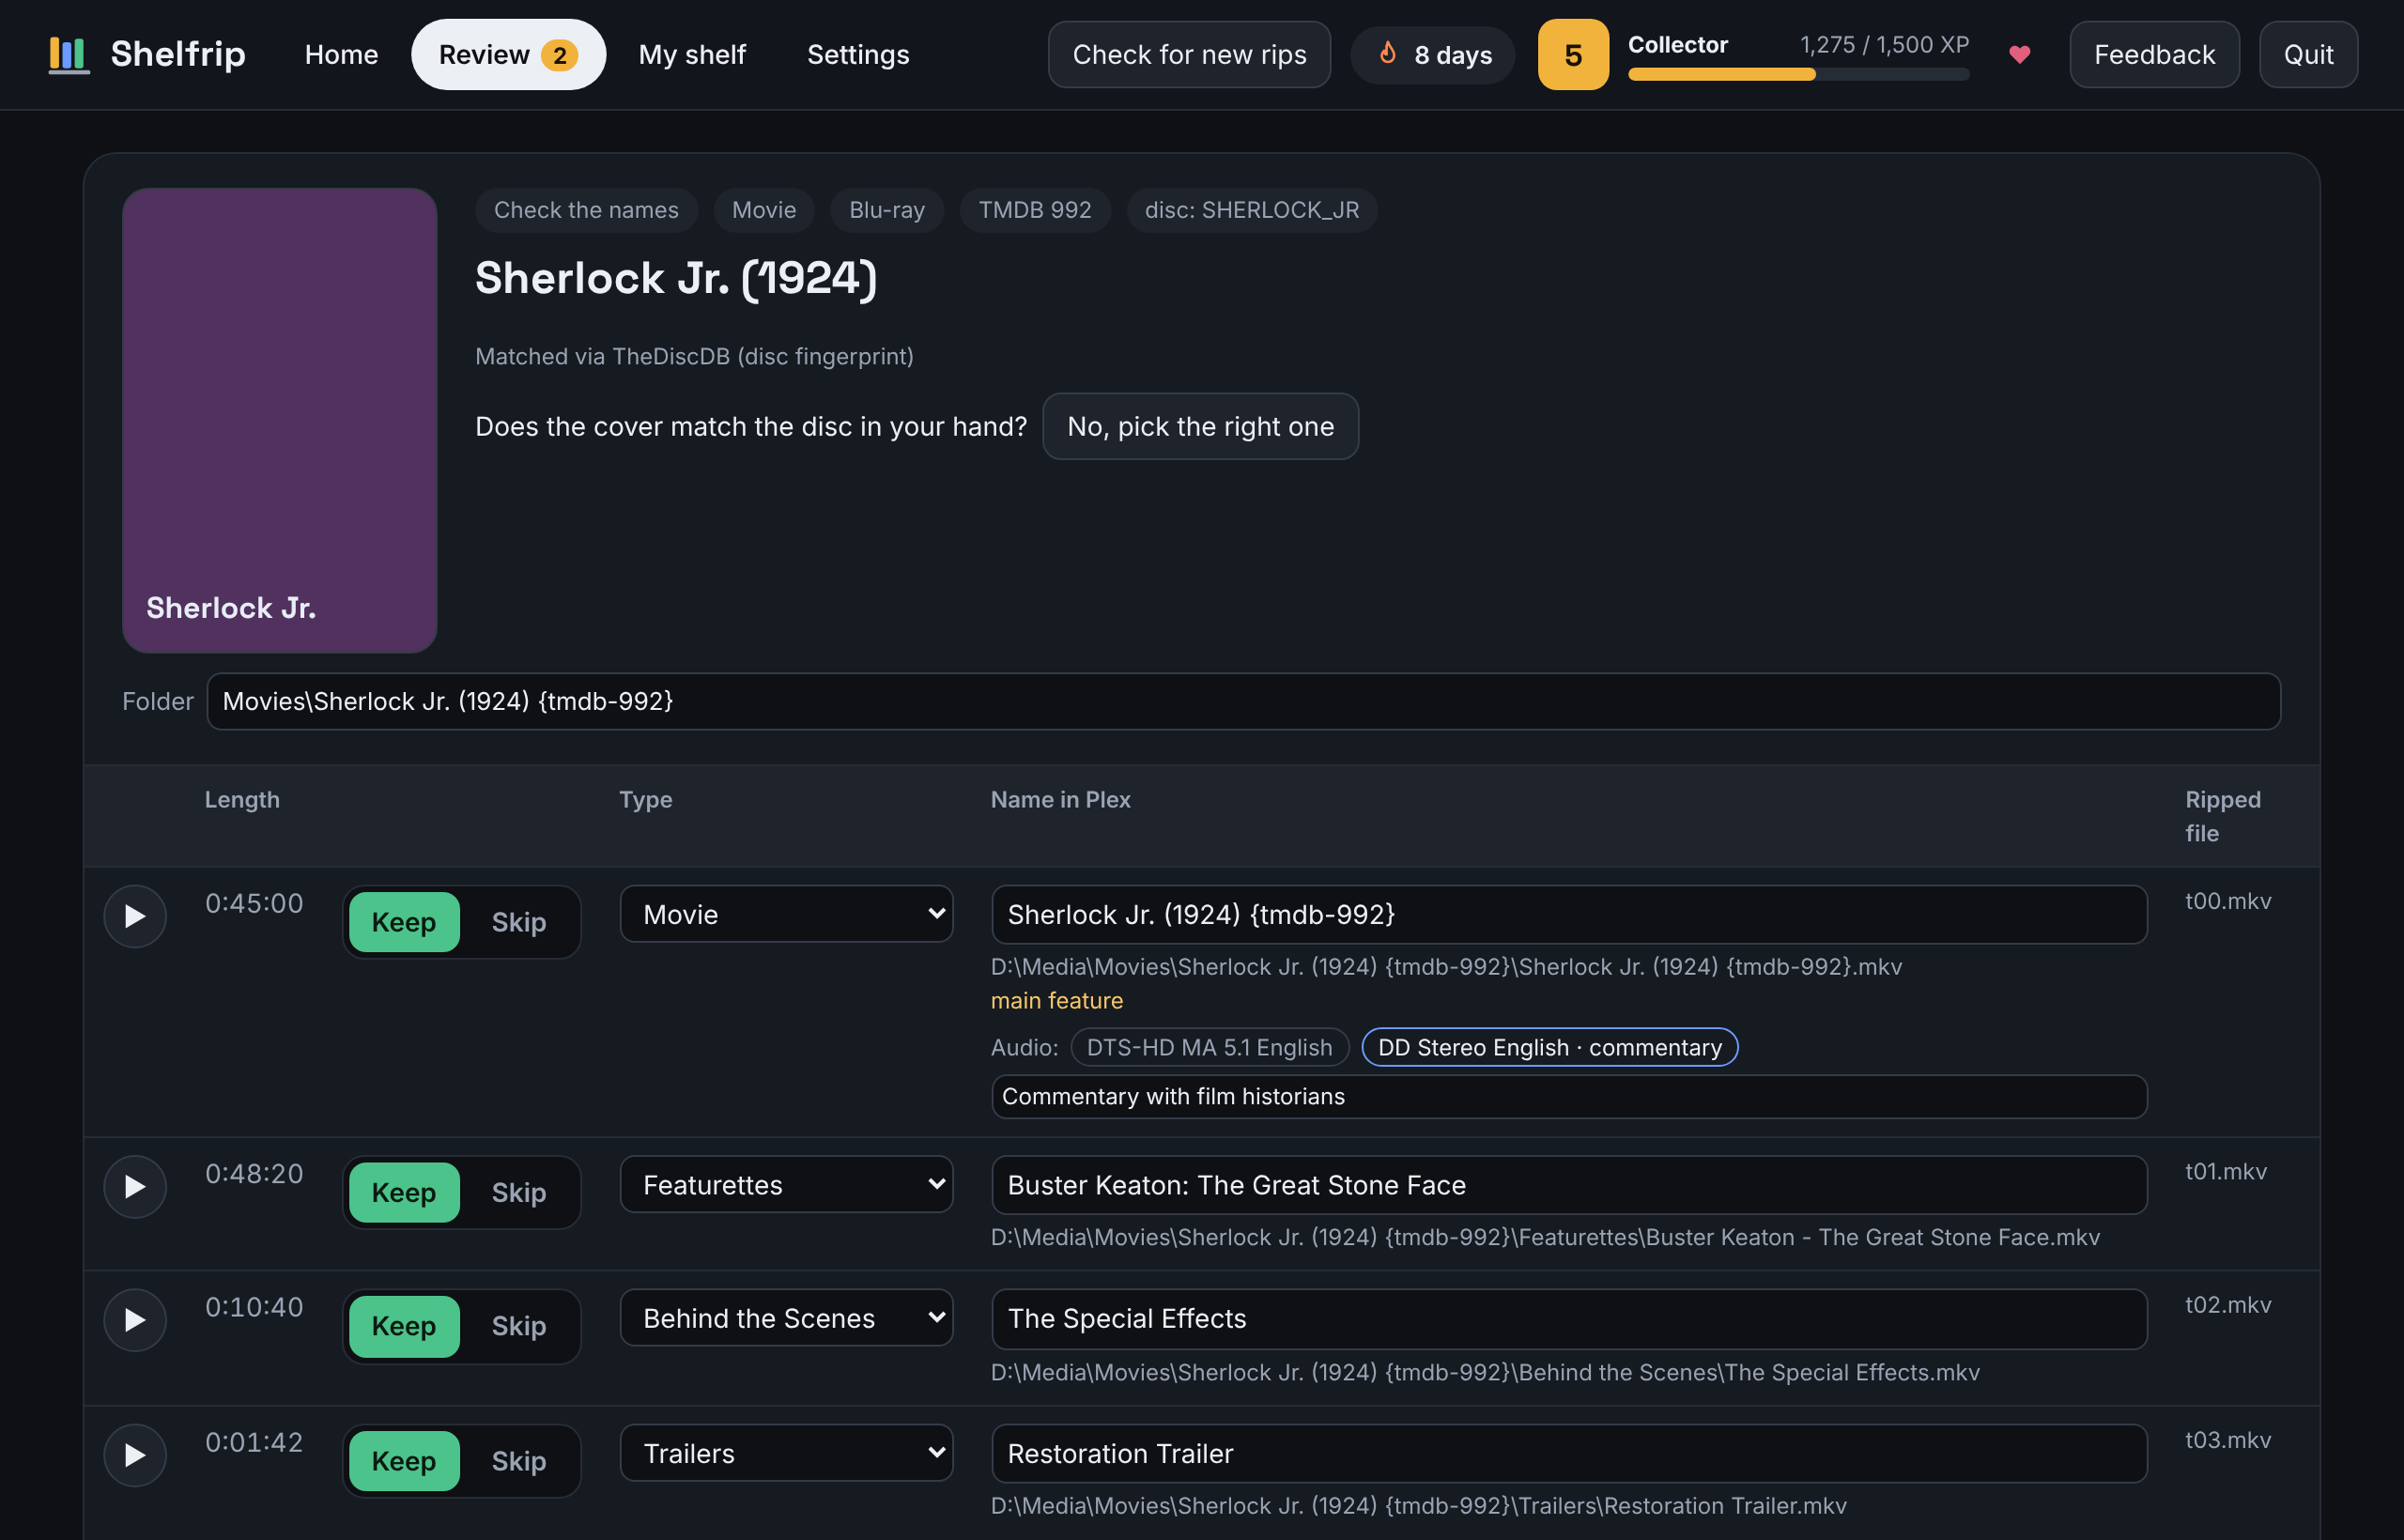 Shelfrip
Home
Review 2
My shelf
Settings
Check for new rips
8 days
5
Collector
1,275 / 1,500 XP
Feedback
Quit
Sherlock Jr.
Check the names
Movie
Blu-ray
TMDB 992
disc: SHERLOCK_JR
Sherlock Jr. (1924)
Matched via TheDiscDB (disc fingerprint)
Does the cover match the disc in your hand?
No, pick the right one
Folder
Movies\Sherlock Jr. (1924) {tmdb-992}
Length
Type
Name in Plex
Ripped
file
0:45:00
Keep
Skip
Movie
Sherlock Jr. (1924) {tmdb-992}
t00.mkv
D:\Media\Movies\Sherlock Jr. (1924) {tmdb-992}\Sherlock Jr. (1924) {tmdb-992}.mkv
main feature
Audio:
DTS-HD MA 5.1 English
DD Stereo English · commentary
Commentary with film historians
0:48:20
Keep
Skip
Featurettes
Buster Keaton: The Great Stone Face
t01.mkv
D:\Media\Movies\Sherlock Jr. (1924) {tmdb-992}\Featurettes\Buster Keaton - The Great Stone Face.mkv
0:10:40
Keep
Skip
Behind the Scenes
The Special Effects
t02.mkv
D:\Media\Movies\Sherlock Jr. (1924) {tmdb-992}\Behind the Scenes\The Special Effects.mkv
0:01:42
Keep
Skip
Trailers
Restoration Trailer
t03.mkv
D:\Media\Movies\Sherlock Jr. (1924) {tmdb-992}\Trailers\Restoration Trailer.mkv